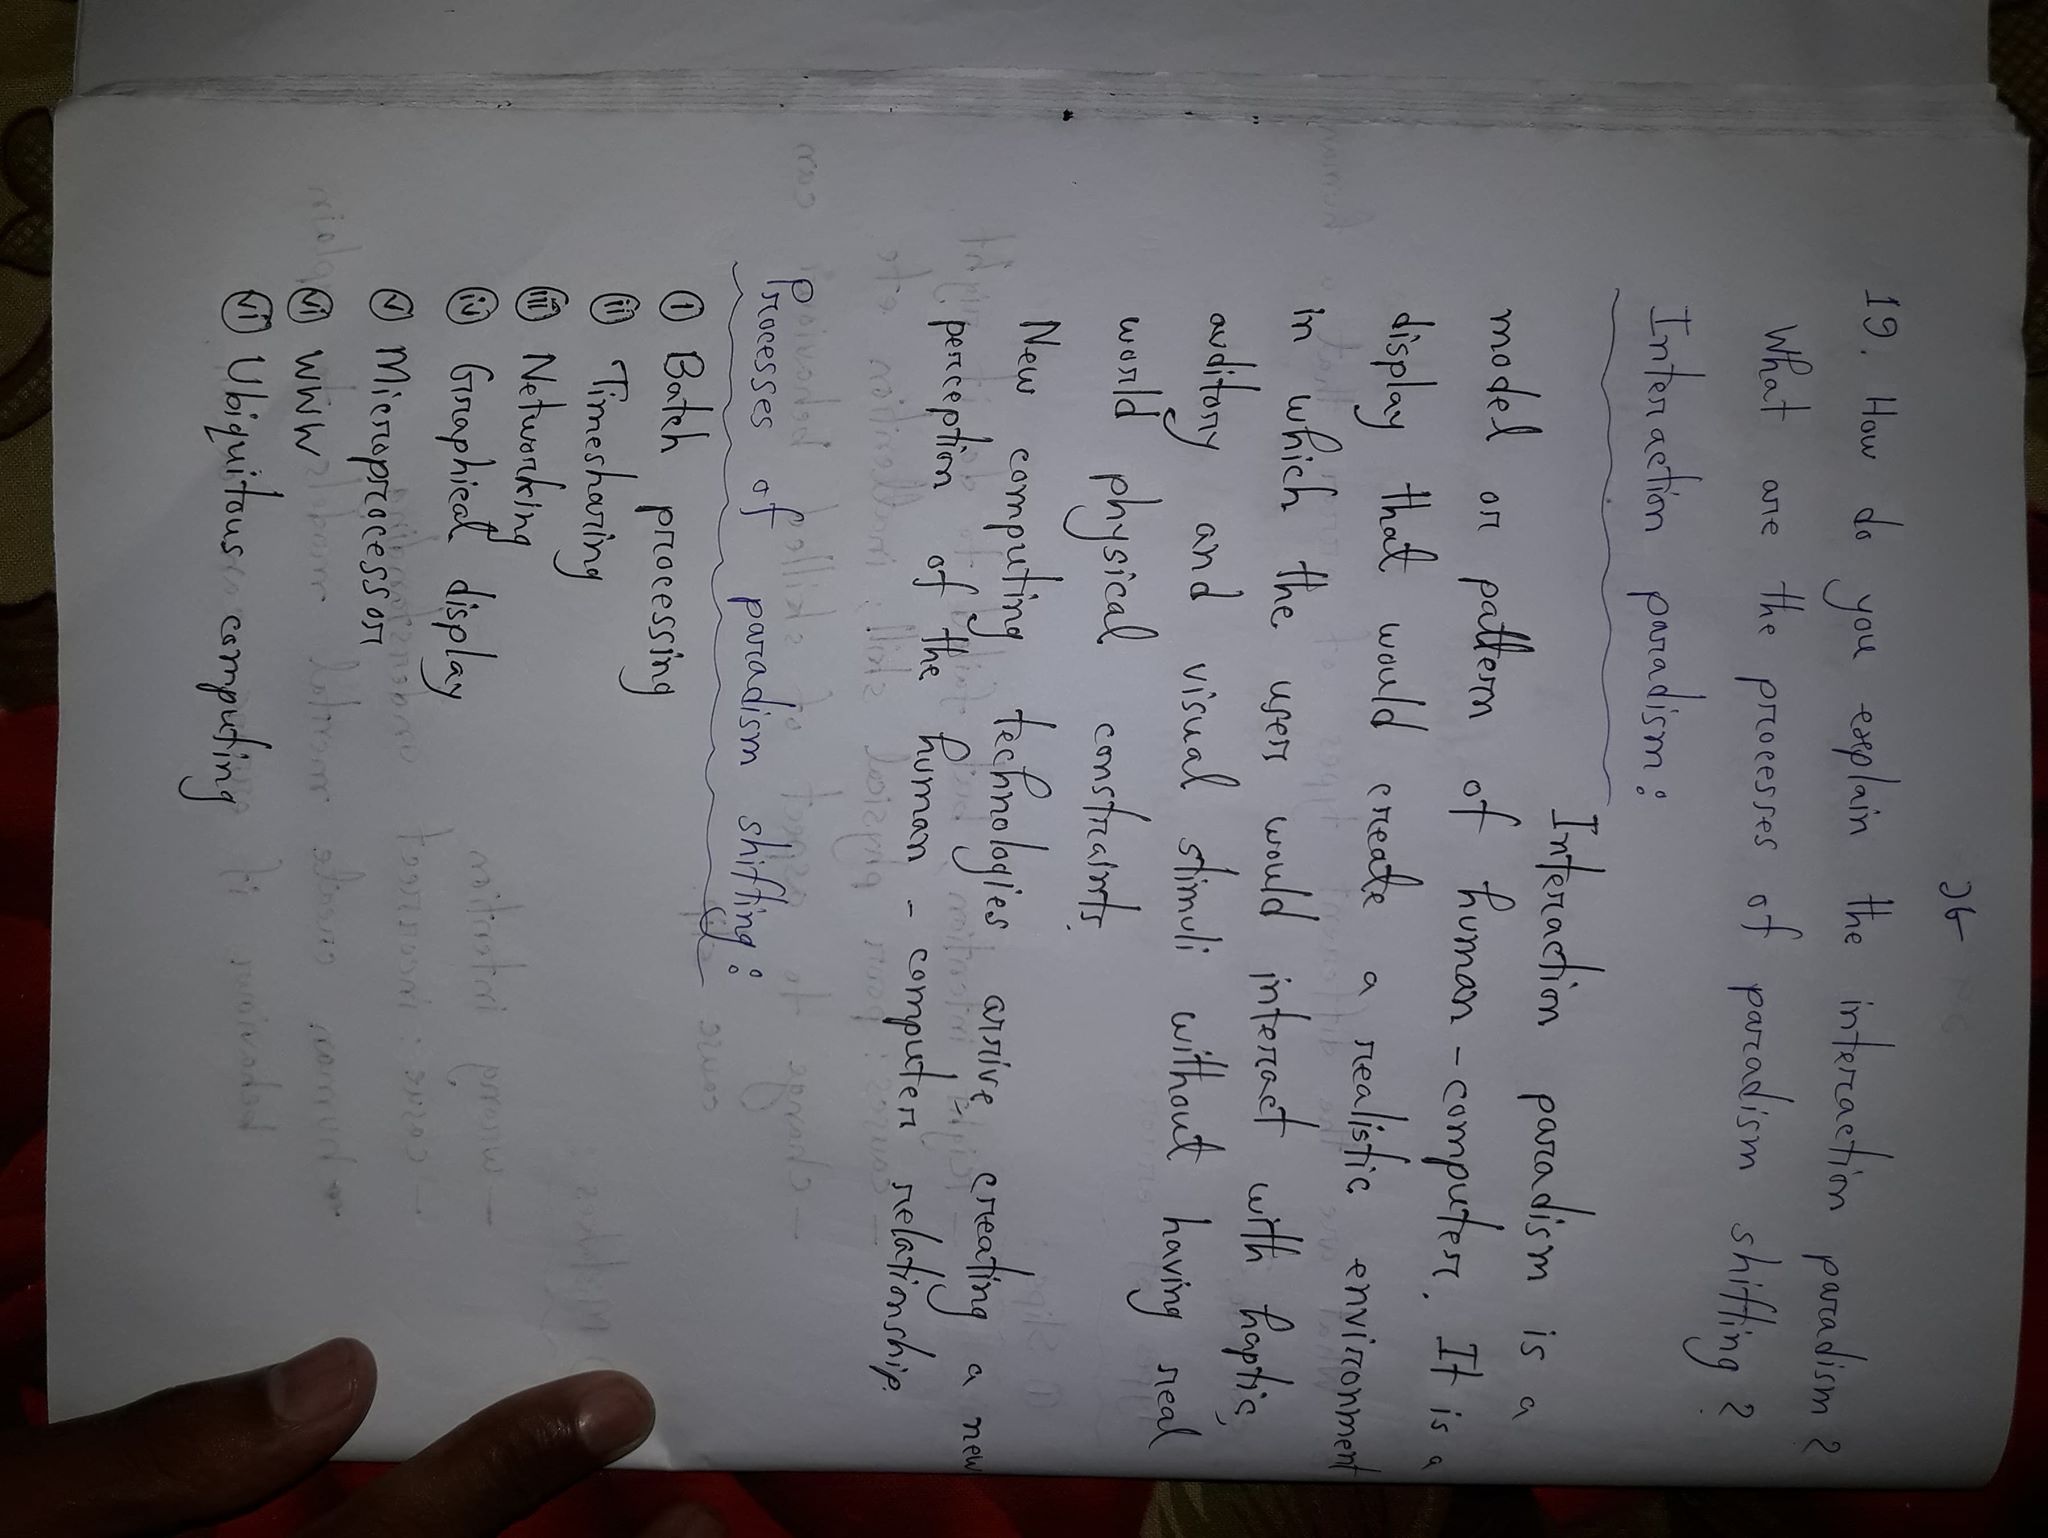 ২৮
19. How do you explain the interaction paradism?
What are the processes of paradism shifting?
Interaction paradism:
Interaction paradism is a
model or pattern of human-computer. It is a
display that would create a realistic environment
in which the user would interact with haptic,
auditory and visual stimuli without having real
world physical constraints.
New computing technologies arrive, creating a new
perception of the human-computer relationship.
Processes of paradism shifting:
(i) Batch processing
(ii) Timesharing
(iii) Networking
(iv) Graphical display
(v) Microprocessor
(vi) WWW
(vi) Ubiquitous computing